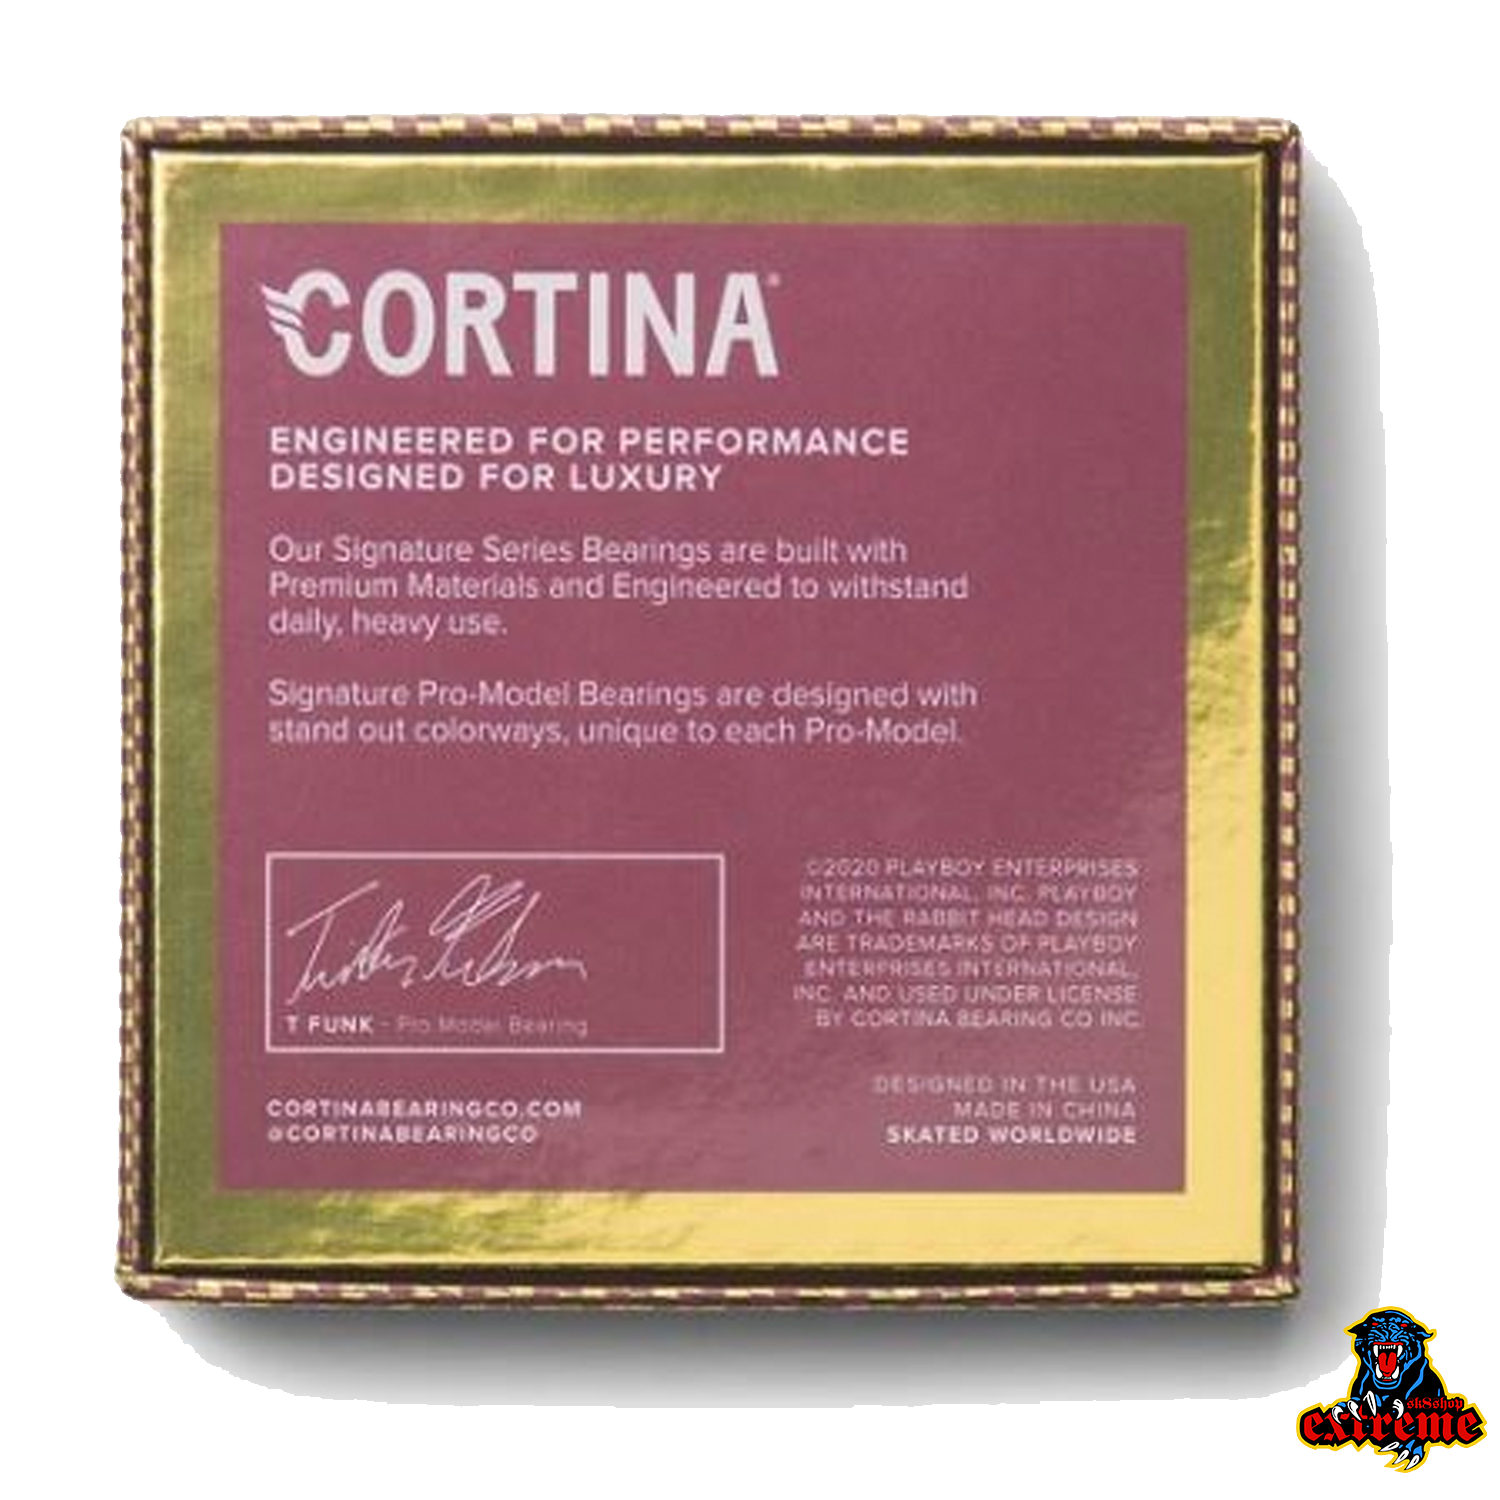 CORTINA®
ENGINEERED FOR PERFORMANCE
DESIGNED FOR LUXURY
Our Signature Series Bearings are built with
Premium Materials and Engineered to withstand
daily, heavy use.
Signature Pro-Model Bearings are designed with
stand out colorways, unique to each Pro-Model.
T FUNK - Pro Model Bearing
CORTINABEARINGCO.COM
@CORTINABEARINGCO
©2020 PLAYBOY ENTERPRISES
INTERNATIONAL, INC. PLAYBOY
AND THE RABBIT HEAD DESIGN
ARE TRADEMARKS OF PLAYBOY
ENTERPRISES INTERNATIONAL,
INC. AND USED UNDER LICENSE
BY CORTINA BEARING CO INC.
DESIGNED IN THE USA
MADE IN CHINA
SKATED WORLDWIDE
sk8shop
extreme